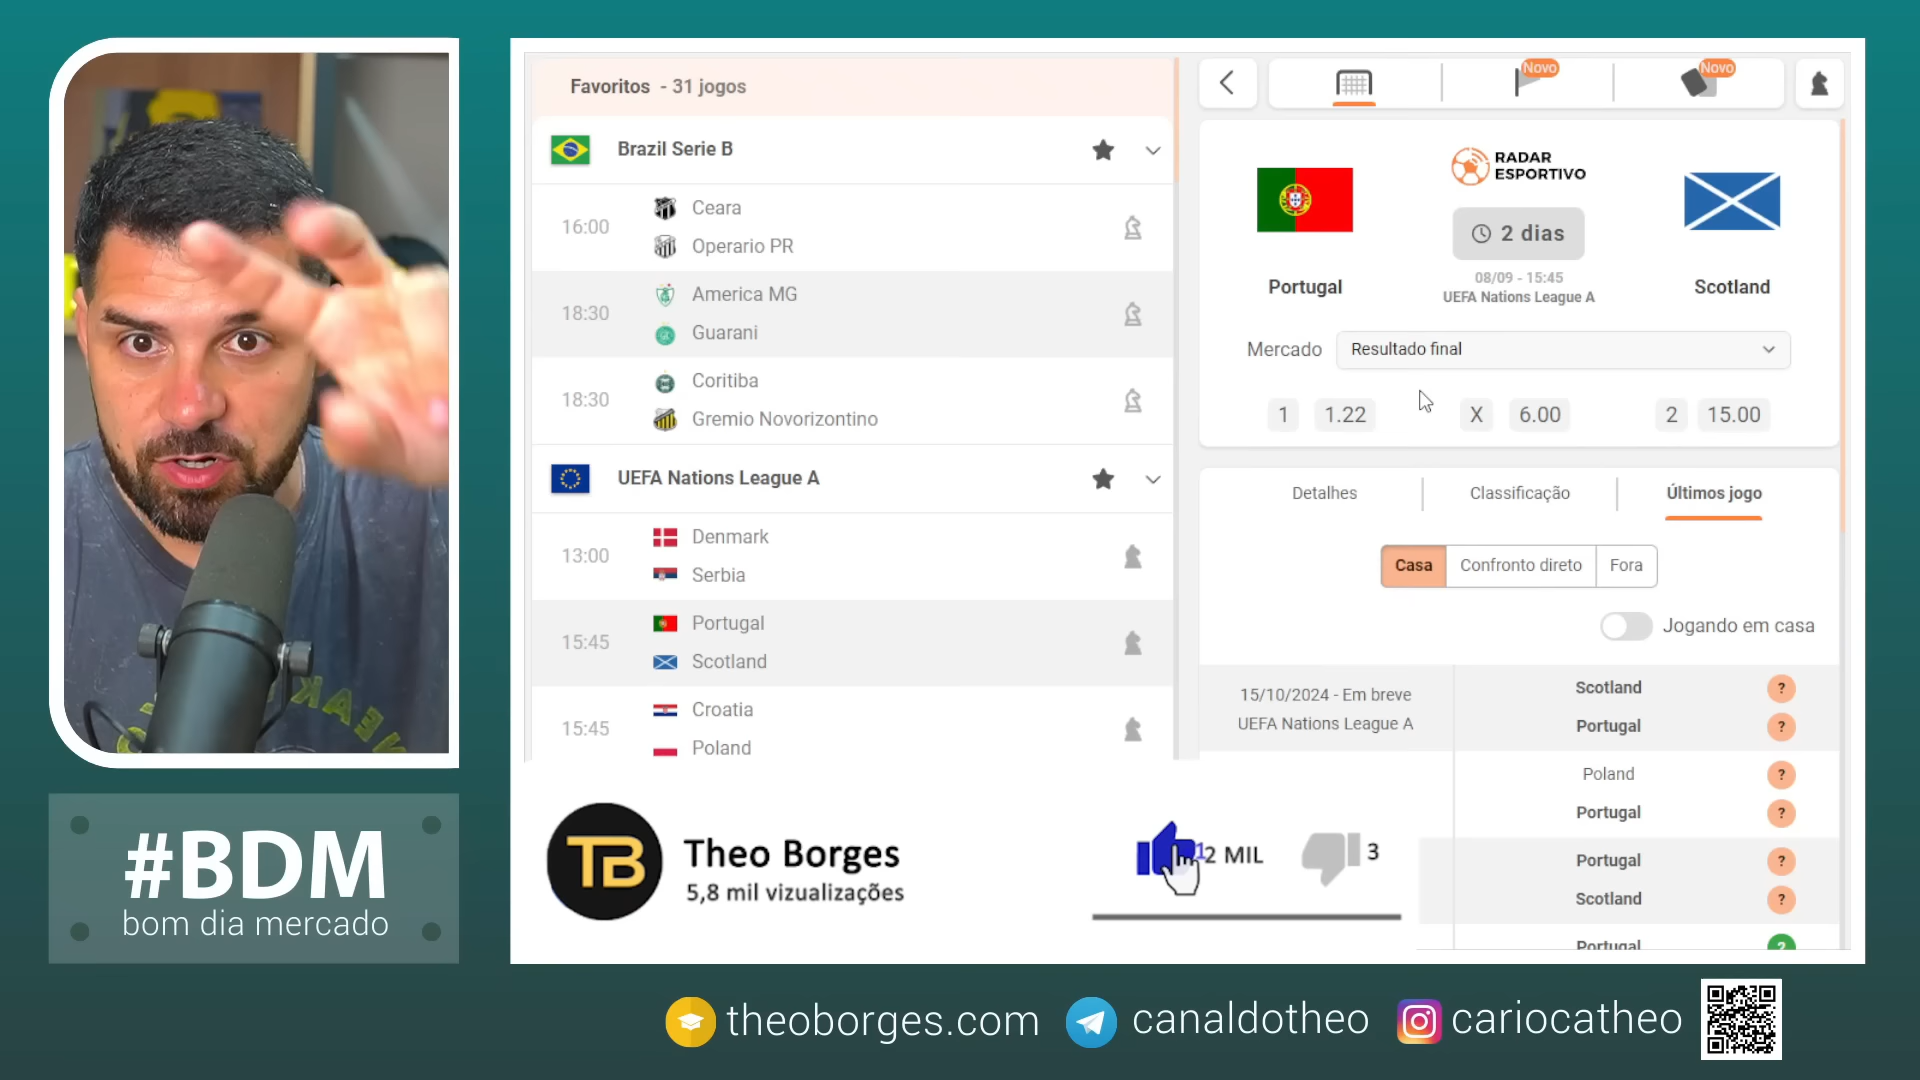 Favoritos - 31 jogos
Brazil Serie B
16:00
Ceara
Operario PR
18:30
America MG
Guarani
18:30
Coritiba
Gremio Novorizontino
UEFA Nations League A
13:00
Denmark
Serbia
15:45
Portugal
Scotland
15:45
Croatia
Poland
Novo
Novo
RADAR
ESPORTIVO
2 dias
08/09 - 15:45
UEFA Nations League A
Portugal
Scotland
Mercado
Resultado final
1 1.22 X 6.00 2 15.00
Detalhes
Classificação
Últimos jogo
Casa
Confronto direto
Fora
Jogando em casa
15/10/2024 - Em breve
UEFA Nations League A
Scotland ?
Portugal ?
Poland ?
Portugal ?
Portugal ?
Scotland ?
Portugal 2
TB
Theo Borges
5,8 mil vizualizações
2 MIL
3
#BDM
bom dia mercado
theoborges.com
canaldotheo
cariocatheo